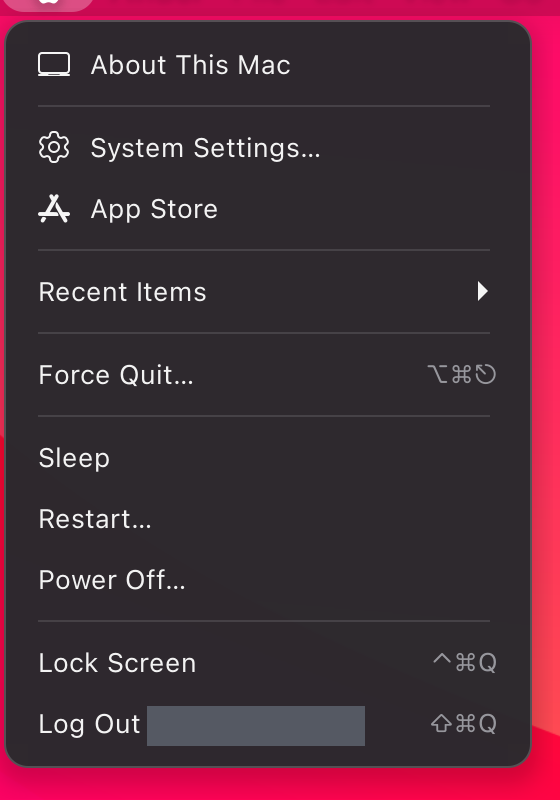 About This Mac
System Settings...
App Store
Recent Items
Force Quit... ⌥⌘⎋
Sleep
Restart...
Power Off...
Lock Screen ^⌘Q
Log Out ⇧⌘Q